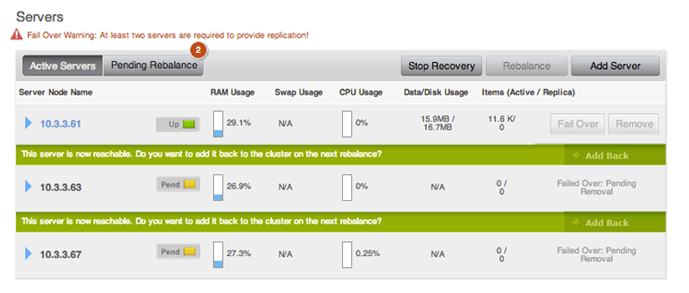 Servers
Fail Over Warning: At least two servers are required to provide replication!
2
Active Servers Pending Rebalance Stop Recovery Rebalance Add Server
Server Node Name RAM Usage Swap Usage CPU Usage Data/Disk Usage Items (Active / Replica)
10.3.3.61 Up 29.1% N/A 0% 15.9MB / 16.7MB 11.6 K/ 0 Fail Over Remove
This server is now reachable. Do you want to add it back to the cluster on the next rebalance? + Add Back
10.3.3.63 Pend 26.9% N/A 0% N/A 0 / 0 Failed Over: Pending Removal
This server is now reachable. Do you want to add it back to the cluster on the next rebalance? + Add Back
10.3.3.67 Pend 27.3% N/A 0.25% N/A 0 / 0 Failed Over: Pending Removal